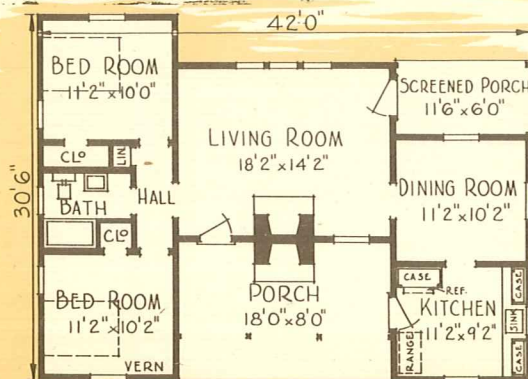 42'0"
30'6"
BED ROOM
11'2"x10'0"
CLO
LIN.
BATH
HALL
CLO
BED ROOM
11'2"x10'2"
VERN
LIVING ROOM
18'2"x14'2"
PORCH
18'0"x8'0"
SCREENED PORCH
11'6"x6'0"
DINING ROOM
11'2"x10'2"
CASE
REF.
KITCHEN
11'2"x9'2"
RANGE
CASE
SINK
CASE